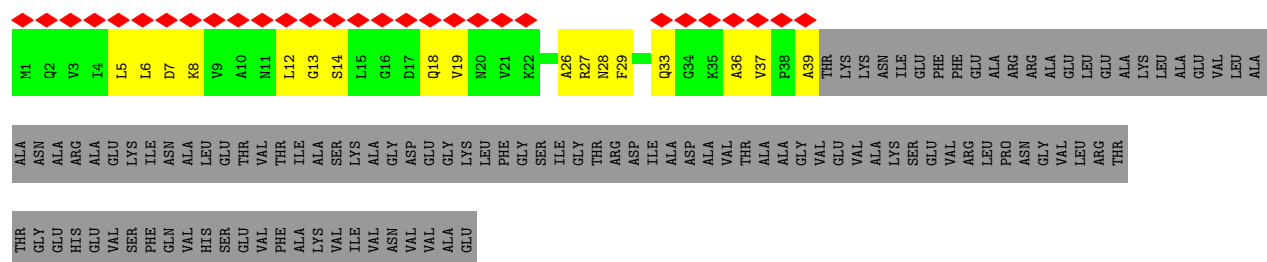 M1 Q2 V3 I4 L5 L6 D7 K8 V9 A10 N11 L12 G13 S14 L15 G16 D17 Q18 V19 N20 V21 K22 A26 R27 N28 F29 Q33 G34 K35 A36 V37 P38 A39 THR LYS LYS ASN ILE GLU PHE PHE GLU ALA ARG ARG ALA GLU LEU GLU ALA LYS LEU ALA GLU VAL LEU ALA
ALA ASN ALA ARG ALA GLU LYS ILE ASN ALA LEU GLU THR VAL THR ILE ALA SER LYS ALA GLY ASP GLU GLY LYS LEU PHE GLY SER ILE GLY THR ARG ASP ILE ALA ASP ALA VAL THR ALA ALA GLY VAL GLU VAL ALA LYS SER GLU VAL ARG LEU PRO ASN GLY VAL LEU ARG THR
THR GLY GLU HIS GLU VAL SER PHE GLN VAL HIS SER GLU VAL PHE ALA LYS VAL ILE VAL ASN VAL VAL ALA GLU